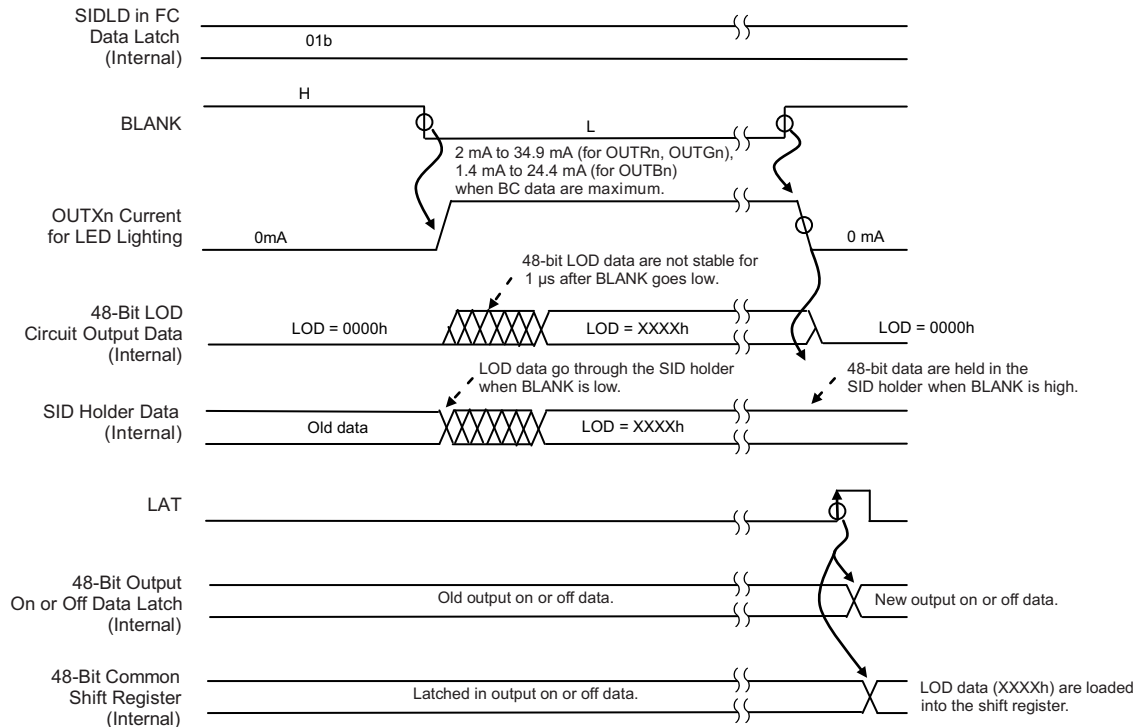 SIDLD in FC
Data Latch
(Internal)
01b
BLANK
H
L
2 mA to 34.9 mA (for OUTRn, OUTGn),
1.4 mA to 24.4 mA (for OUTBn)
when BC data are maximum.
OUTXn Current
for LED Lighting
0mA
0 mA
48-bit LOD data are not stable for
1 µs after BLANK goes low.
48-Bit LOD
Circuit Output Data
(Internal)
LOD = 0000h
LOD = XXXXh
LOD = 0000h
LOD data go through the SID holder
when BLANK is low.
48-bit data are held in the
SID holder when BLANK is high.
SID Holder Data
(Internal)
Old data
LOD = XXXXh
LAT
48-Bit Output
On or Off Data Latch
(Internal)
Old output on or off data.
New output on or off data.
48-Bit Common
Shift Register
(Internal)
Latched in output on or off data.
LOD data (XXXXh) are loaded
into the shift register.